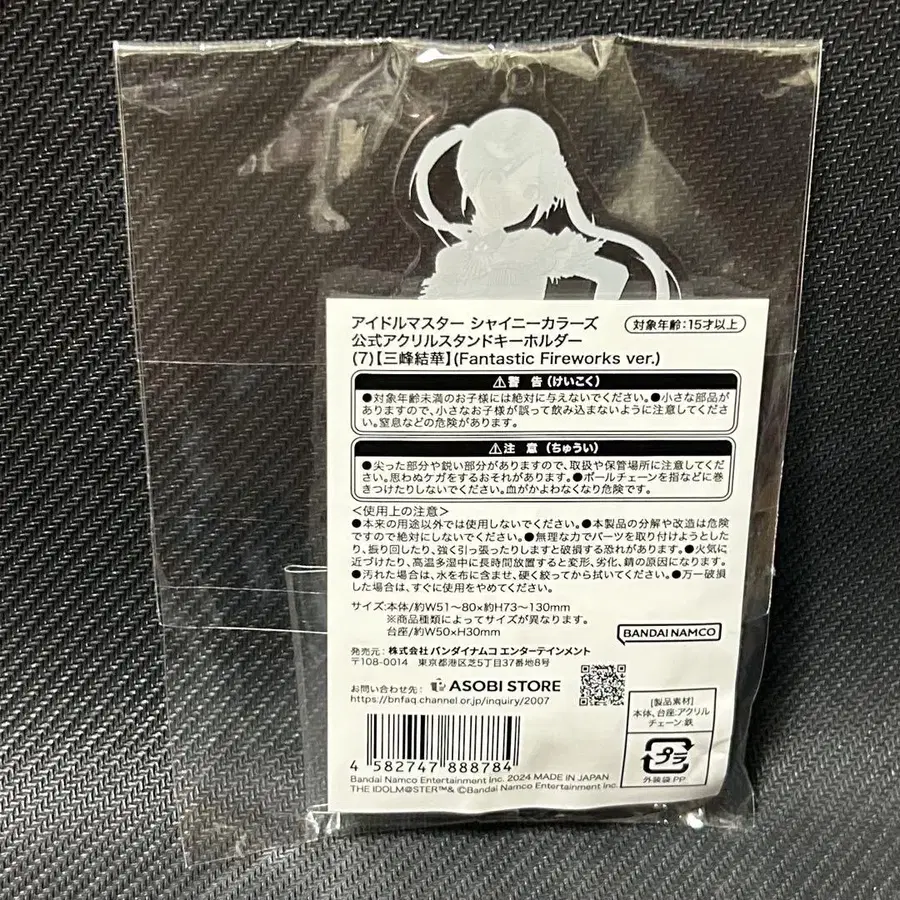 アイドルマスター シャイニーカラーズ
対象年齢:15才以上
公式アクリルスタンドキーホルダー
(7)【三峰結華】(Fantastic Fireworks ver.)
⚠警 告(けいこく)
●対象年齢未満のお子様には絶対に与えないでください。●小さな部品が
ありますので、小さなお子様が誤って飲み込まないように注意してくださ
い。窒息などの危険があります。
⚠注 意(ちゅうい)
●尖った部分や鋭い部分がありますので、取扱や保管場所に注意してくだ
さい。思わぬケガをするおそれがあります。●ボールチェーンを指などに巻
きつけたりしないでください。血がかよわなくなり危険です。
<使用上の注意>
●本来の用途以外では使用しないでください。●本製品の分解や改造は危険
ですので絶対にしないでください。●無理な力でパーツを取り付けようとした
り、振り回したり、強く引っ張ったりしますと破損する恐れがあります。●火気に
近づけたり、高温多湿中に長時間放置すると変形、劣化、錆の原因になります。
●汚れた場合は、水を布に含ませ、硬く絞ってから拭いてください。●万一破損
した場合は、すぐに使用をやめてください。
サイズ:本体/約W51～80×約H73～130mm
※商品種類によってサイズが異なります。
台座/約W50×H30mm
BANDAI NAMCO
発売元:株式会社 バンダイナムコ エンターテインメント
〒108-0014 東京都港区芝5丁目37番地8号
お問い合わせ先: ASOBI STORE
https://bnfaq.channel.or.jp/inquiry/2007
[製品素材]
本体、台座:アクリル
チェーン:鉄
プラ
外装袋 PP
4 582747 888784
Bandai Namco Entertainment Inc. 2024 MADE IN JAPAN
THE IDOLM@STER™& ©Bandai Namco Entertainment Inc.